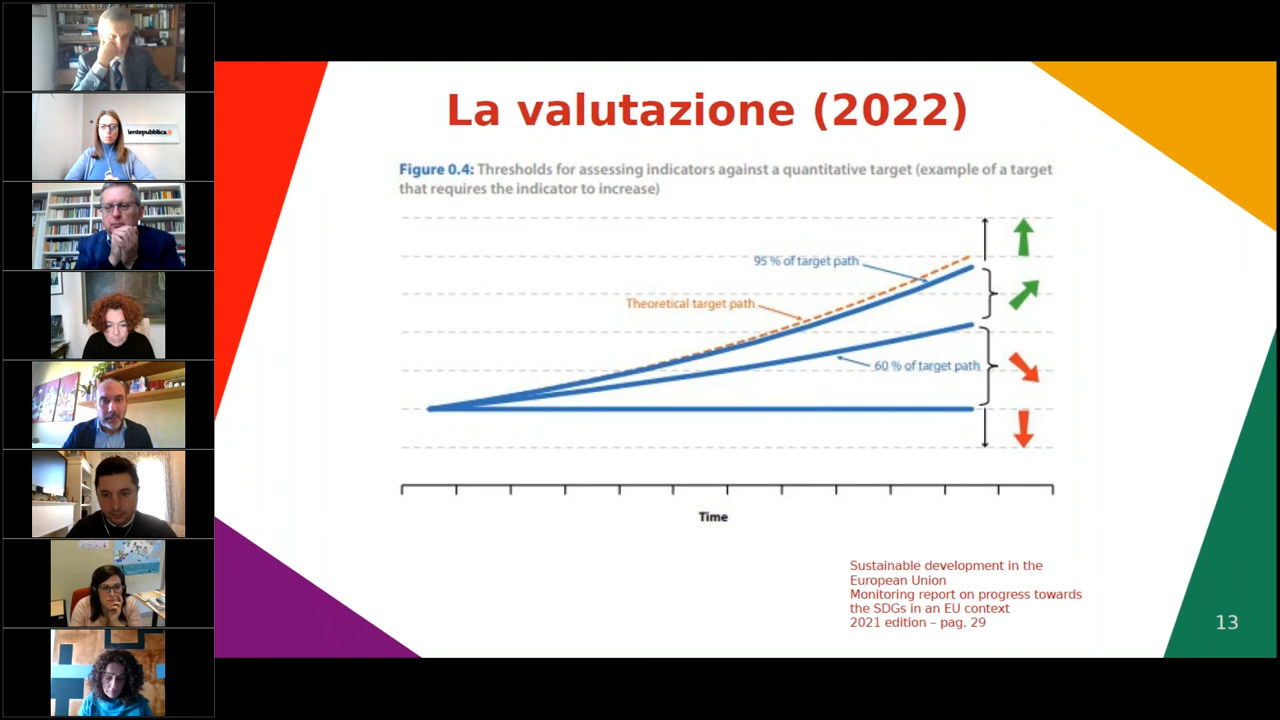 La valutazione (2022)
Figure 0.4: Thresholds for assessing indicators against a quantitative target (example of a target
that requires the indicator to increase)
95 % of target path
Theoretical target path
60 % of target path
Time
Sustainable development in the
European Union
Monitoring report on progress towards
the SDGs in an EU context
2021 edition – pag. 29
13
lentepubblica.it